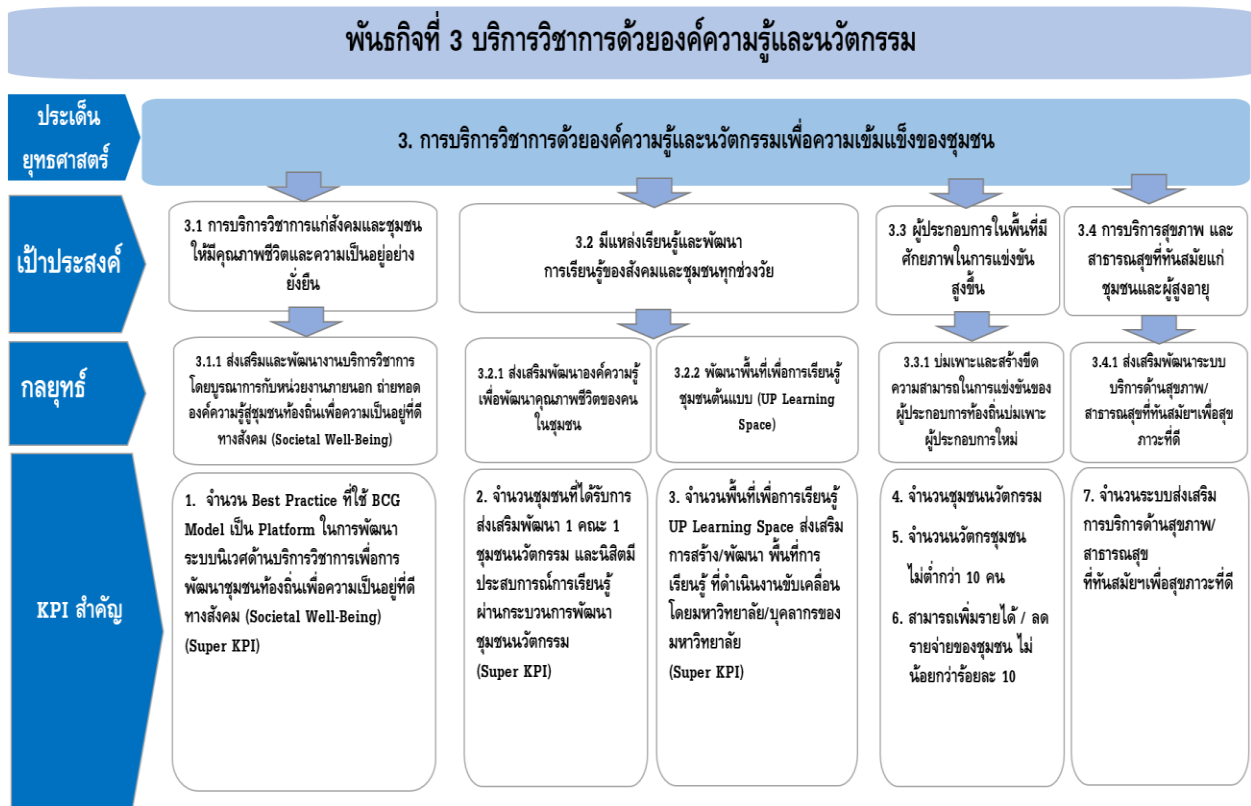 พันธกิจที่ 3 บริการวิชาการด้วยองค์ความรู้และนวัตกรรม
ประเด็น
ยุทธศาสตร์
3. การบริการวิชาการด้วยองค์ความรู้และนวัตกรรมเพื่อความเข้มแข็งของชุมชน
เป้าประสงค์
3.1 การบริการวิชาการแก่สังคมและชุมชน
ให้มีคุณภาพชีวิตและความเป็นอยู่อย่าง
ยั่งยืน
3.2 มีแหล่งเรียนรู้และพัฒนา
การเรียนรู้ของสังคมและชุมชนทุกช่วงวัย
3.3 ผู้ประกอบการในพื้นที่มี
ศักยภาพในการแข่งขัน
สูงขึ้น
3.4 การบริการสุขภาพ และ
สาธารณสุขที่ทันสมัยแก่
ชุมชนและผู้สูงอายุ
กลยุทธ์
3.1.1 ส่งเสริมและพัฒนางานบริการวิชาการ
โดยบูรณาการกับหน่วยงานภายนอก ถ่ายทอด
องค์ความรู้สู่ชุมชนท้องถิ่นเพื่อความเป็นอยู่ที่ดี
ทางสังคม (Societal Well-Being)
3.2.1 ส่งเสริมพัฒนาองค์ความรู้
เพื่อพัฒนาคุณภาพชีวิตของคน
ในชุมชน
3.2.2 พัฒนาพื้นที่เพื่อการเรียนรู้
ชุมชนต้นแบบ (UP Learning
Space)
3.3.1 บ่มเพาะและสร้างขีด
ความสามารถในการแข่งขันของ
ผู้ประกอบการท้องถิ่นบ่มเพาะ
ผู้ประกอบการใหม่
3.4.1 ส่งเสริมพัฒนาระบบ
บริการด้านสุขภาพ/
สาธารณสุขที่ทันสมัยฯเพื่อสุข
ภาวะที่ดี
KPI สำคัญ
1. จำนวน Best Practice ที่ใช้ BCG
Model เป็น Platform ในการพัฒนา
ระบบนิเวศด้านบริการวิชาการเพื่อการ
พัฒนาชุมชนท้องถิ่นเพื่อความเป็นอยู่ที่ดี
ทางสังคม (Societal Well-Being)
(Super KPI)
2. จำนวนชุมชนที่ได้รับการ
ส่งเสริมพัฒนา 1 คณะ 1
ชุมชนนวัตกรรม และนิสิตมี
ประสบการณ์การเรียนรู้
ผ่านกระบวนการพัฒนา
ชุมชนนวัตกรรม
(Super KPI)
3. จำนวนพื้นที่เพื่อการเรียนรู้
UP Learning Space ส่งเสริม
การสร้าง/พัฒนา พื้นที่การ
เรียนรู้ ที่ดำเนินงานขับเคลื่อน
โดยมหาวิทยาลัย/บุคลากรของ
มหาวิทยาลัย
(Super KPI)
4. จำนวนชุมชนนวัตกรรม
5. จำนวนนวัตกรชุมชน
ไม่ต่ำกว่า 10 คน
6. สามารถเพิ่มรายได้ / ลด
รายจ่ายของชุมชน ไม่
น้อยกว่าร้อยละ 10
7. จำนวนระบบส่งเสริม
การบริการด้านสุขภาพ/
สาธารณสุข
ที่ทันสมัยฯเพื่อสุขภาวะที่ดี